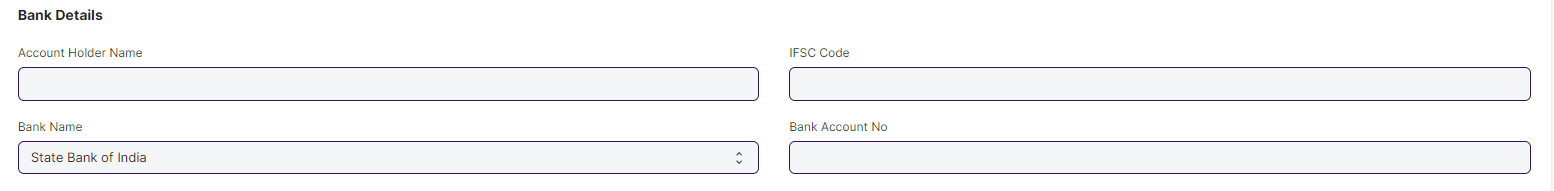 Bank Details
Account Holder Name
IFSC Code
Bank Name
Bank Account No
State Bank of India